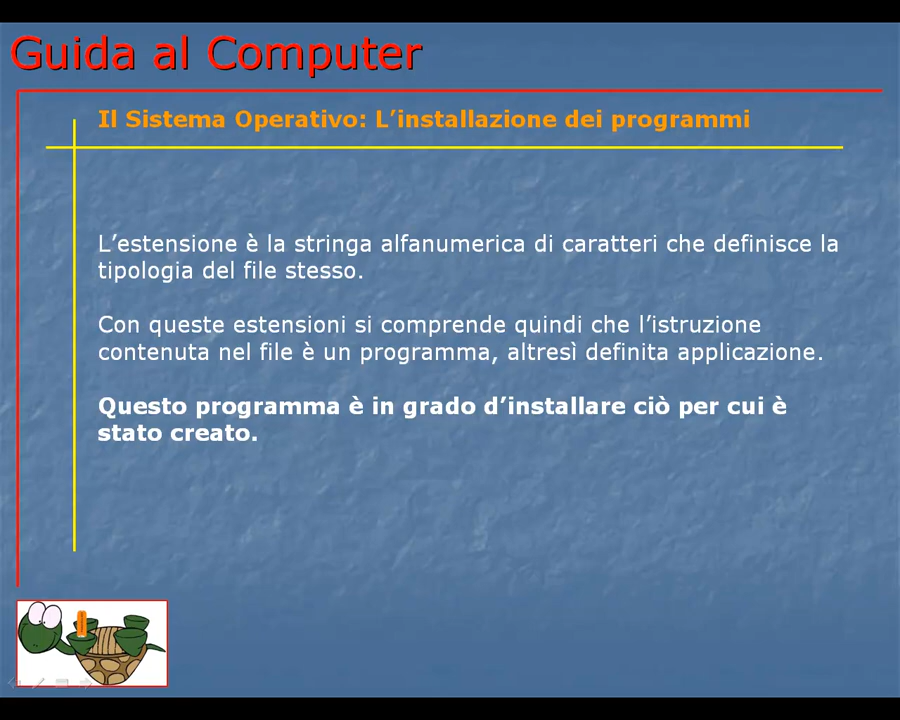 Guida al Computer
Il Sistema Operativo: L’installazione dei programmi
L’estensione è la stringa alfanumerica di caratteri che definisce la
tipologia del file stesso.
Con queste estensioni si comprende quindi che l’istruzione
contenuta nel file è un programma, altresì definita applicazione.
Questo programma è in grado d’installare ciò per cui è
stato creato.